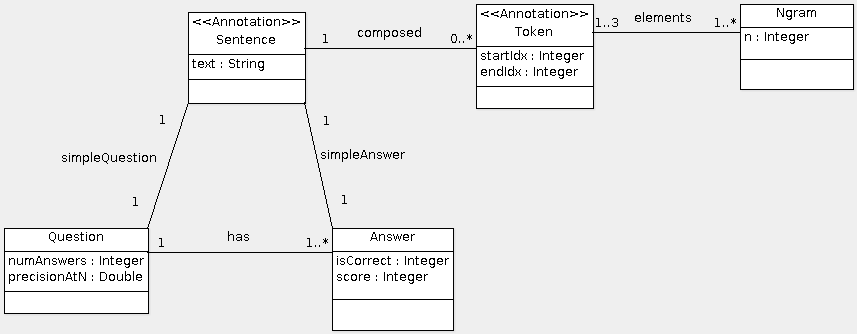 <<Annotation>>
Sentence
text : String
1
composed
0..*
<<Annotation>>
Token
startIdx : Integer
endIdx : Integer
1..3
elements
1..*
Ngram
n : Integer
1
simpleQuestion
1
1
simpleAnswer
1
Question
numAnswers : Integer
precisionAtN : Double
1
has
1..*
Answer
isCorrect : Integer
score : Integer